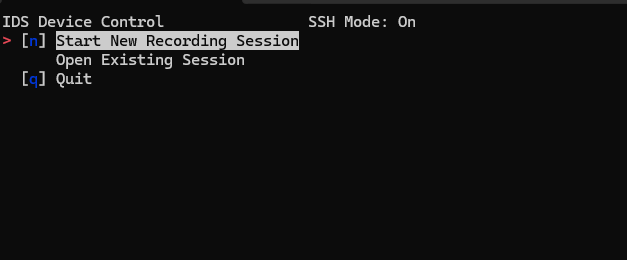 IDS Device Control SSH Mode: On
> [n] Start New Recording Session
Open Existing Session
[q] Quit